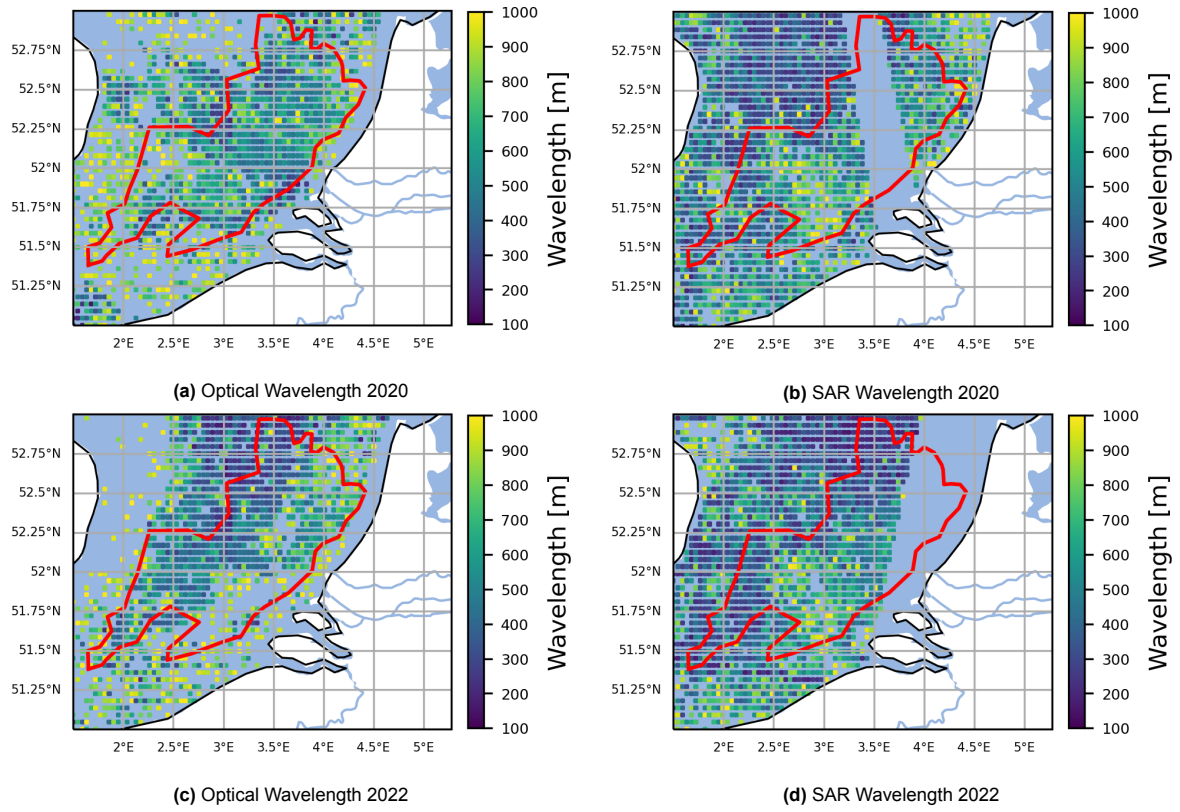 52.75°N
52.5°N
52.25°N
52°N
51.75°N
51.5°N
51.25°N
2°E 2.5°E 3°E 3.5°E 4°E 4.5°E 5°E
1000
900
800
700
600
500
400
300
200
100
Wavelength [m]
(a) Optical Wavelength 2020
52.75°N
52.5°N
52.25°N
52°N
51.75°N
51.5°N
51.25°N
2°E 2.5°E 3°E 3.5°E 4°E 4.5°E 5°E
1000
900
800
700
600
500
400
300
200
100
Wavelength [m]
(b) SAR Wavelength 2020
52.75°N
52.5°N
52.25°N
52°N
51.75°N
51.5°N
51.25°N
2°E 2.5°E 3°E 3.5°E 4°E 4.5°E 5°E
1000
900
800
700
600
500
400
300
200
100
Wavelength [m]
(c) Optical Wavelength 2022
52.75°N
52.5°N
52.25°N
52°N
51.75°N
51.5°N
51.25°N
2°E 2.5°E 3°E 3.5°E 4°E 4.5°E 5°E
1000
900
800
700
600
500
400
300
200
100
Wavelength [m]
(d) SAR Wavelength 2022